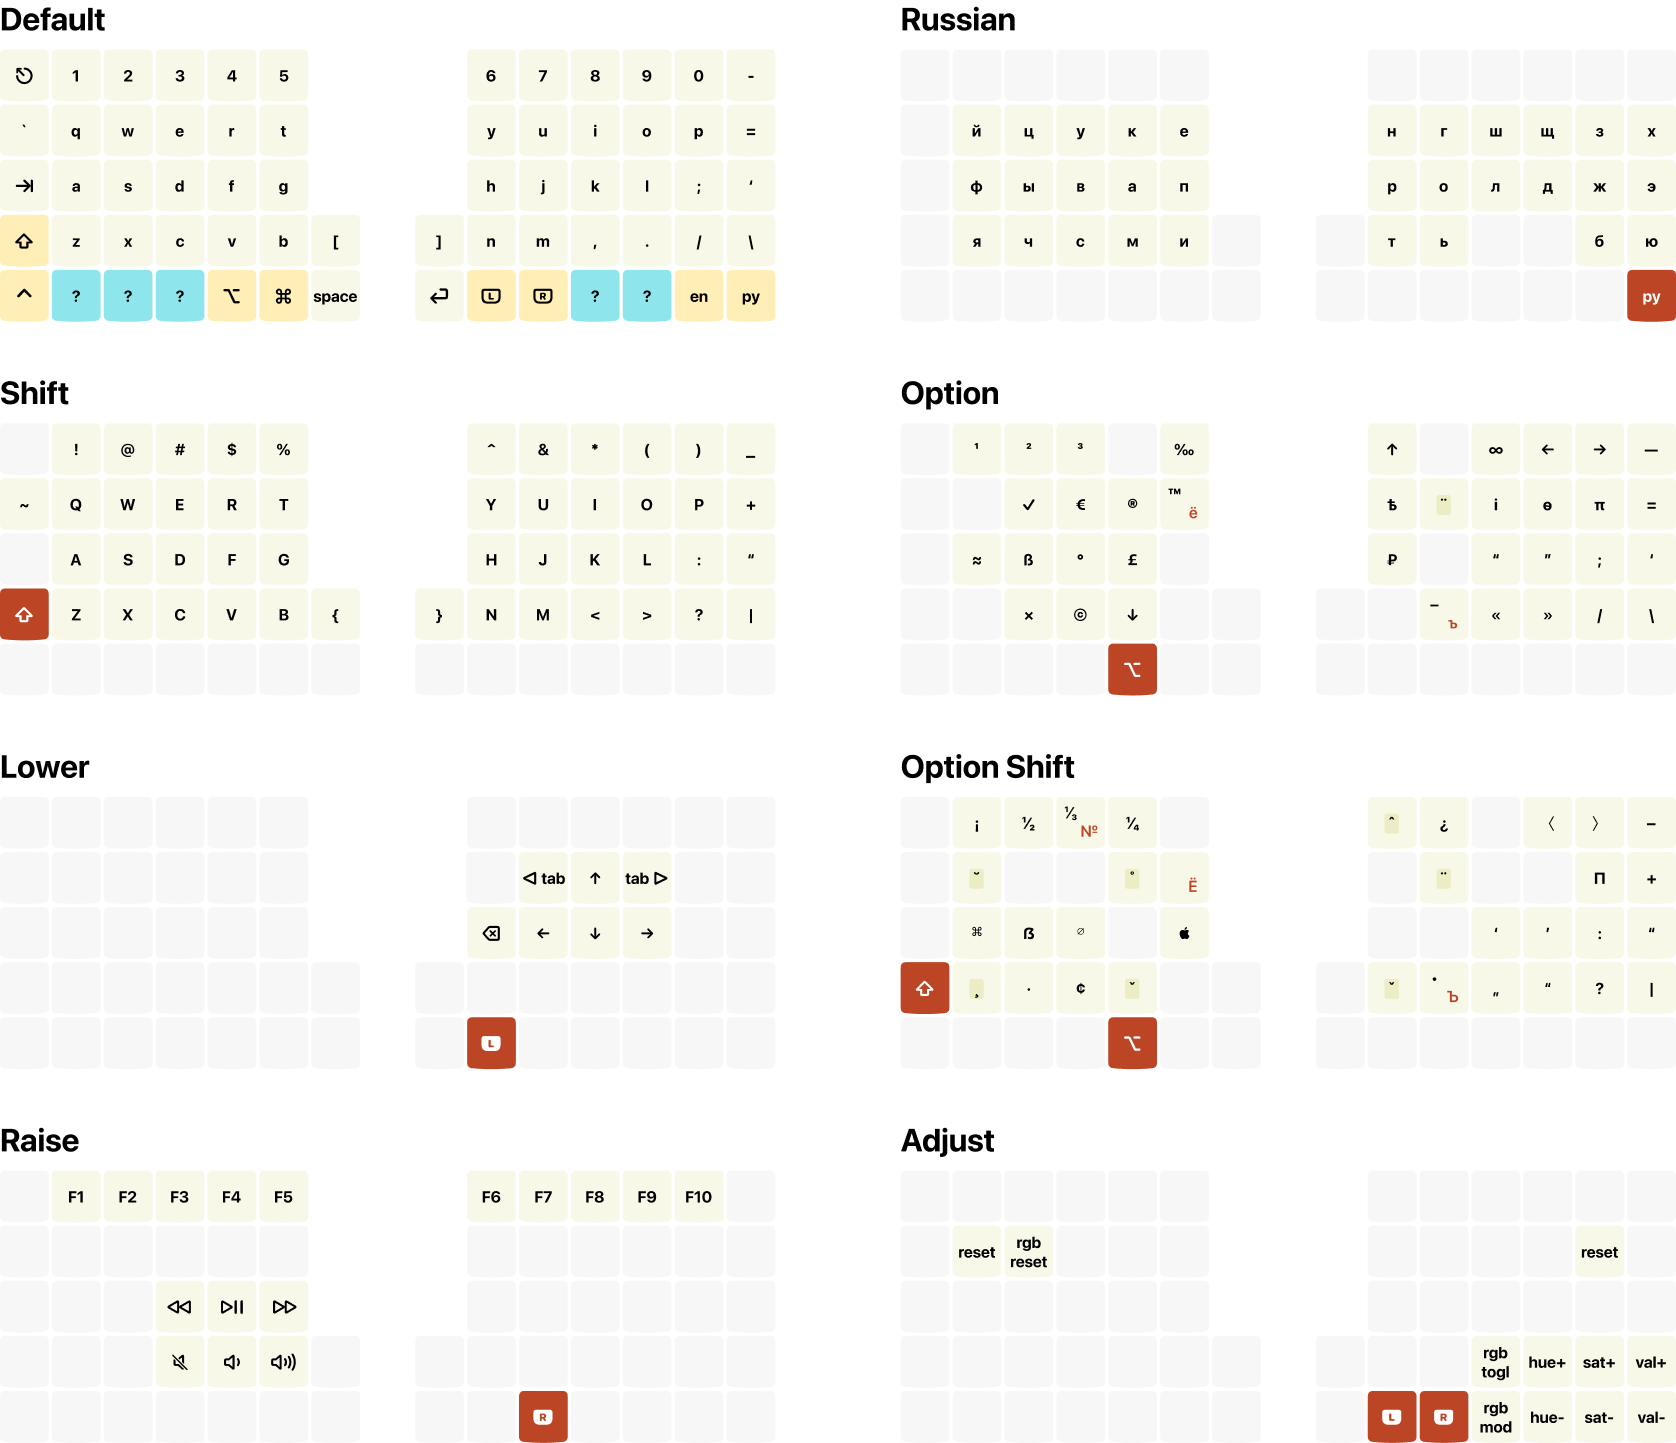 Default
1 2 3 4 5 6 7 8 9 0 -
` q w e r t y u i o p =
a s d f g h j k l ; ‘
z x c v b [ ] n m , . / \
^ ? ? ? ⌥ ⌘ space L R ? ? en ру
Russian
й ц у к е н г ш щ з х
ф ы в а п р о л д ж э
я ч с м и т ь б ю
ру
Shift
! @ # $ % ^ & * ( ) _
~ Q W E R T Y U I O P +
A S D F G H J K L : “
Z X C V B { } N M < > ? |
Option
¹ ² ³ ‰ ↑ ∞ ← → —
✓ € ® ™ ё ѣ ¨ і ѳ π =
≈ ß ° £ ₽ “ ” ; ‘
× © ↓ – ъ « » / \
⌥
Lower
tab ↑ tab
← ↓ →
L
Option Shift
¡ ½ ⅓ № ¼ ˆ ¿ 〈 〉 –
˘ ˚ Ё ¨ П +
⌘ ẞ ∅ ‘ ’ : “
¸ · ¢ ˇ ˘ • Ъ „ “ ? |
⌥
Raise
F1 F2 F3 F4 F5 F6 F7 F8 F9 F10
R
Adjust
reset rgb reset reset
rgb togl hue+ sat+ val+
L R rgb mod hue- sat- val-